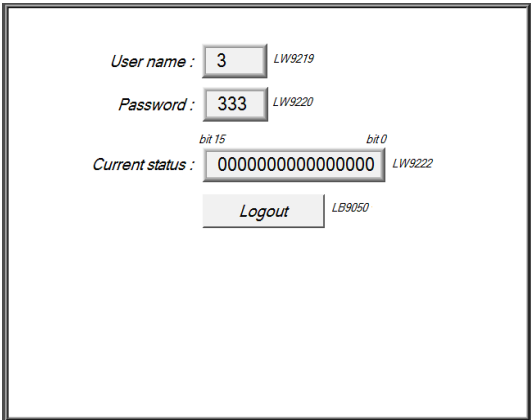 User name : 3 LW9219
Password : 333 LW9220
bit 15 bit 0
Current status : 0000000000000000 LW9222
Logout LB9050